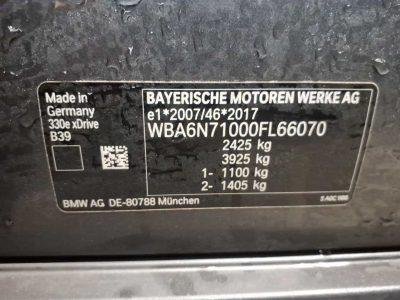 Made in
Germany
330e xDrive
B39
BAYERISCHE MOTOREN WERKE AG
e1*2007/46*2017
WBA6N71000FL66070
2425 kg
3925 kg
1- 1100 kg
2- 1405 kg
BMW AG DE-80788 München